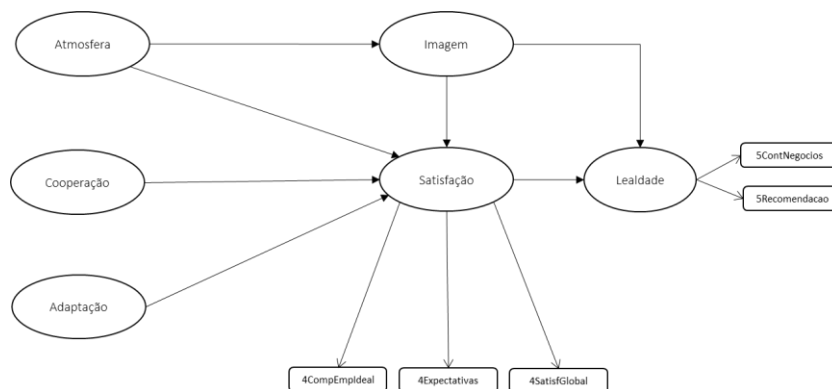 Atmosfera
Imagem
Cooperação
Satisfação
Lealdade
5ContNegocios
5Recomendacao
Adaptação
4CompEmpIdeal
4Expectativas
4SatisfGlobal